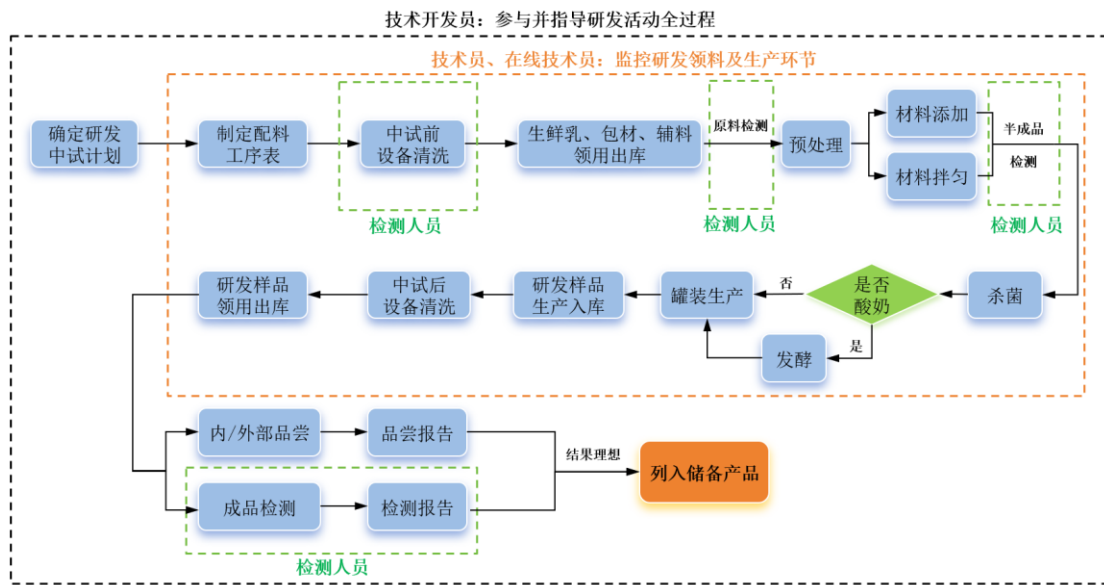 技术开发员：参与并指导研发活动全过程
技术员、在线技术员：监控研发领料及生产环节
确定研发
中试计划
制定配料
工序表
中试前
设备清洗
检测人员
生鲜乳、包材、辅料
领用出库
原料检测
检测人员
预处理
材料添加
材料拌匀
半成品
检测
检测人员
研发样品
领用出库
中试后
设备清洗
研发样品
生产入库
罐装生产
否
是否
酸奶
杀菌
是
发酵
内/外部品尝
品尝报告
结果理想
列入储备产品
成品检测
检测报告
检测人员